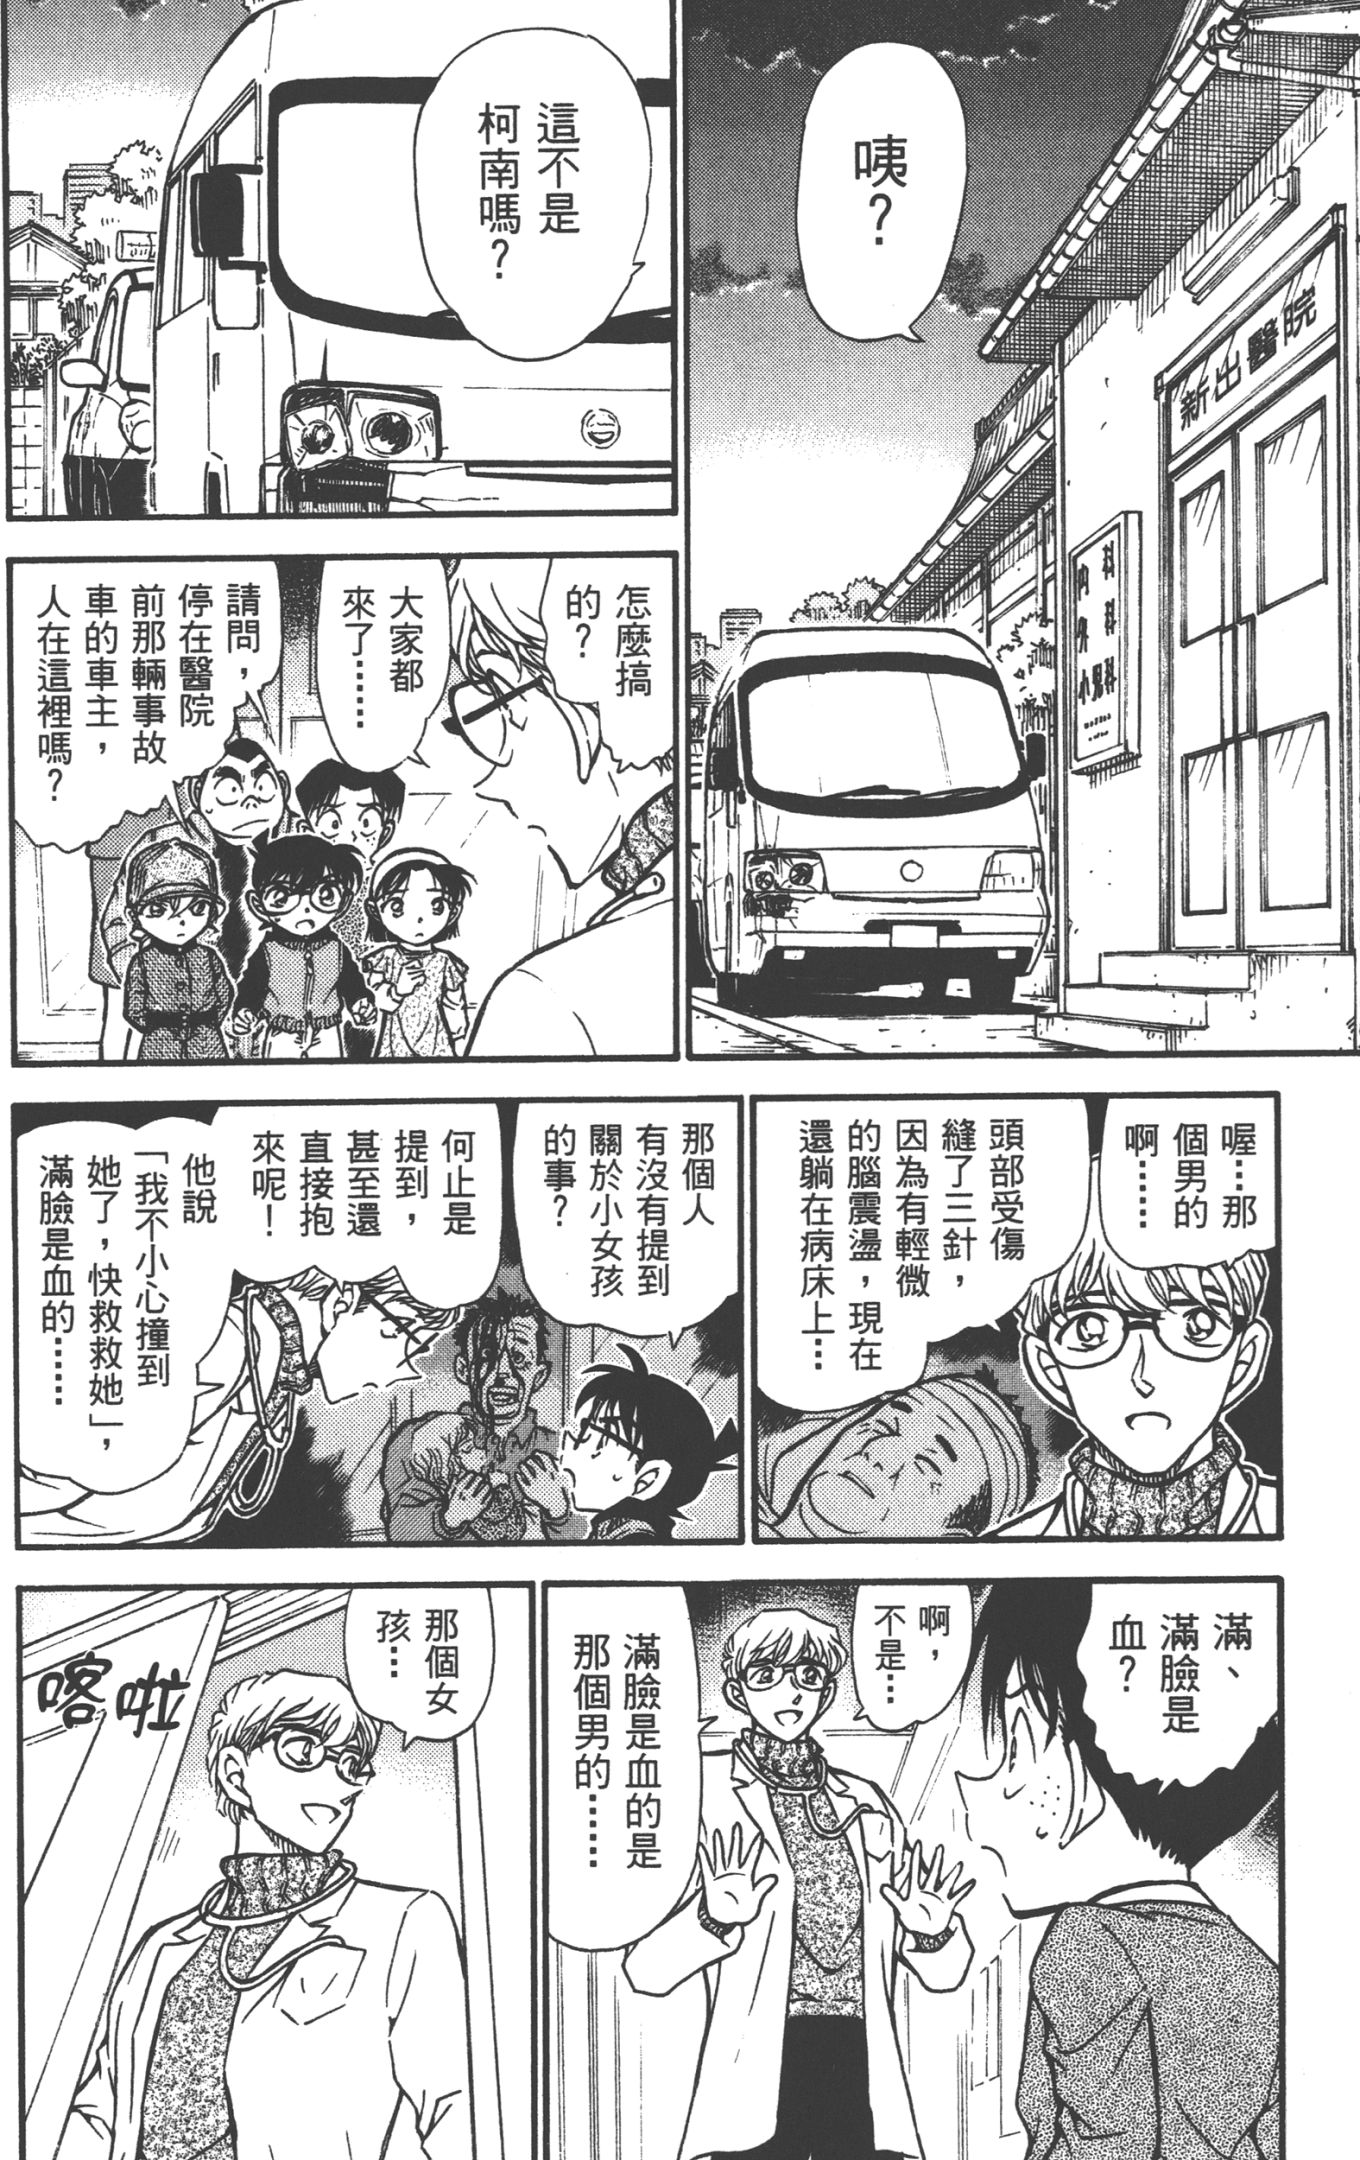 咦？
新出醫院
內科
外科
小兒科
這不是
柯南嗎？
怎麼搞
的？
大家都
來了……
請問，
停在醫院
前那輛事故
車的車主，
人在這裡嗎？
喔…那
個男的
啊……
頭部受傷
縫了三針，
因為有輕微
的腦震盪，現在
還躺在病床上…
那個人
有沒有提到
關於小女孩
的事？
何止是
提到，
甚至還
直接抱
來呢！
他說
「我不小心撞到
她了，快救救她」，
滿臉是血的……
滿、
滿臉是
血？
啊，
不是…
滿臉是血的是
那個男的……
那個女
孩…
喀啦